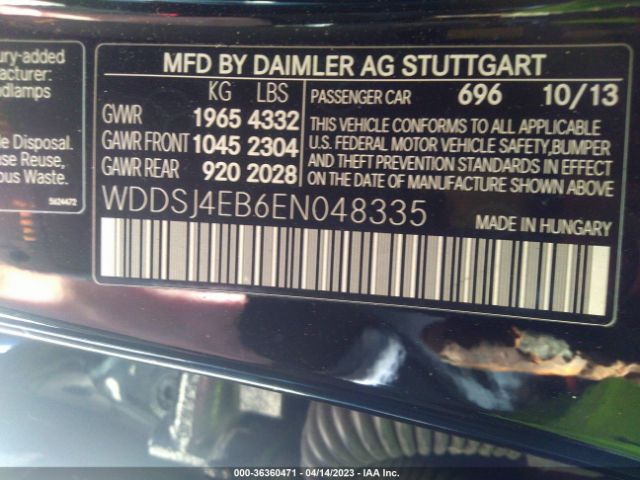 ury-added
acturer:
dlamps
e Disposal.
se Reuse,
ous Waste.
5624472
MFD BY DAIMLER AG STUTTGART
KG LBS
GVWR 1965 4332
GAWR FRONT 1045 2304
GAWR REAR 920 2028
PASSENGER CAR 696 10/13
THIS VEHICLE CONFORMS TO ALL APPLICABLE
U.S. FEDERAL MOTOR VEHICLE SAFETY,BUMPER
AND THEFT PREVENTION STANDARDS IN EFFECT
ON THE DATE OF MANUFACTURE SHOWN ABOVE
WDDSJ4EB6EN048335
MADE IN HUNGARY
000-36360471 - 04/14/2023 - IAA Inc.